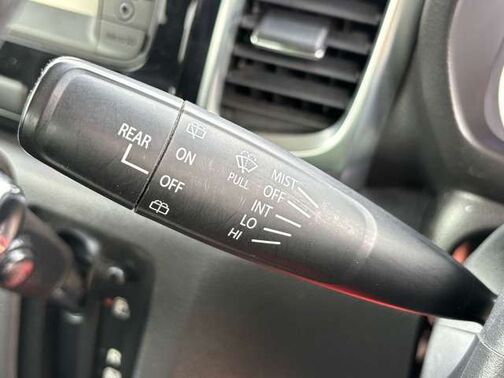 REAR
ON
OFF
PULL
MIST
OFF
INT
LO
HI